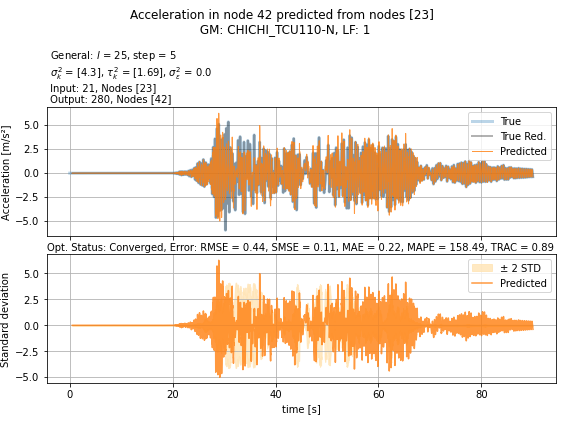 Acceleration in node 42 predicted from nodes [23]
GM: CHICHI_TCU110-N, LF: 1
General: l = 25, step = 5
σ²ₖ = [4.3], τ²ₖ = [1.69], σ²ε = 0.0
Input: 21, Nodes [23]
Output: 280, Nodes [42]
Acceleration [m/s²]
5.0
2.5
0.0
−2.5
−5.0
True
True Red.
Predicted
Opt. Status: Converged, Error: RMSE = 0.44, SMSE = 0.11, MAE = 0.22, MAPE = 158.49, TRAC = 0.89
Standard deviation
5.0
2.5
0.0
−2.5
−5.0
± 2 STD
Predicted
0 20 40 60 80
time [s]